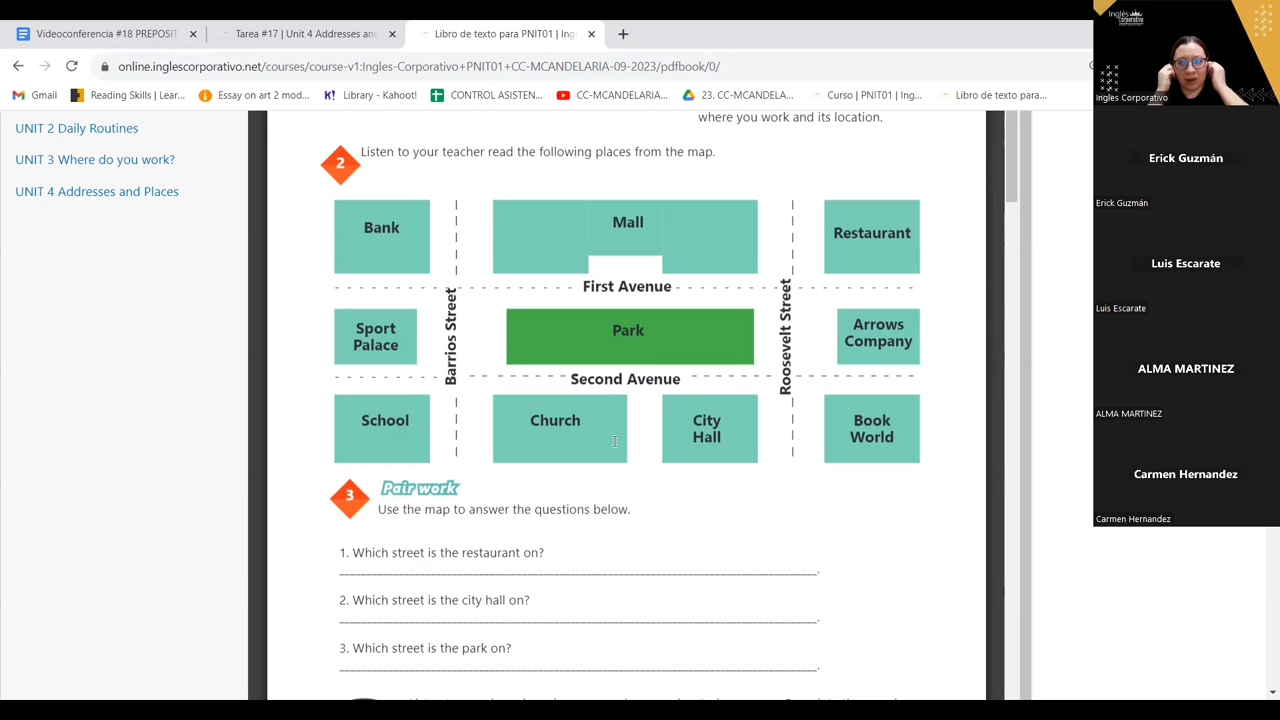 Videoconferencia #18 PREPOSIT
Tarea #17 | Unit 4 Addresses an
Libro de texto para PNIT01 | Ing
online.inglescorporativo.net/courses/course-v1:Ingles-Corporativo+PNIT01+CC-MCANDELARIA-09-2023/pdfbook/0/
Gmail
Reading Skills | Lear...
Essay on art 2 mod...
Library - Kahoot
CONTROL ASISTEN...
CC-MCANDELARIA...
23. CC-MCANDELA...
Curso | PNIT01 | Ing...
Libro de texto para...
UNIT 2 Daily Routines
UNIT 3 Where do you work?
UNIT 4 Addresses and Places
where you work and its location.
2 Listen to your teacher read the following places from the map.
Bank
Mall
Restaurant
First Avenue
Barrios Street
Roosevelt Street
Sport
Palace
Park
Arrows
Company
Second Avenue
School
Church
City
Hall
Book
World
3 Pair work
Use the map to answer the questions below.
1. Which street is the restaurant on?
2. Which street is the city hall on?
3. Which street is the park on?
Inglés
Corporativo
Ingles Corporativo
Erick Guzmán
Erick Guzmán
Luis Escarate
Luis Escarate
ALMA MARTINEZ
ALMA MARTINEZ
Carmen Hernandez
Carmen Hernandez